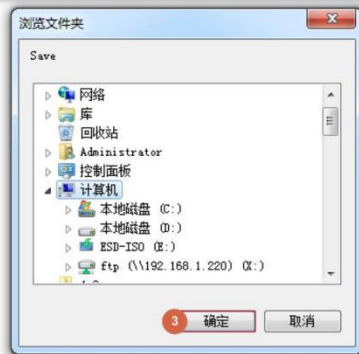 浏览文件夹
Save
网络
库
回收站
Administrator
控制面板
计算机
本地磁盘 (C:)
本地磁盘 (D:)
ESD-ISO (E:)
ftp (\\192.168.1.220) (X:)
3 确定 取消